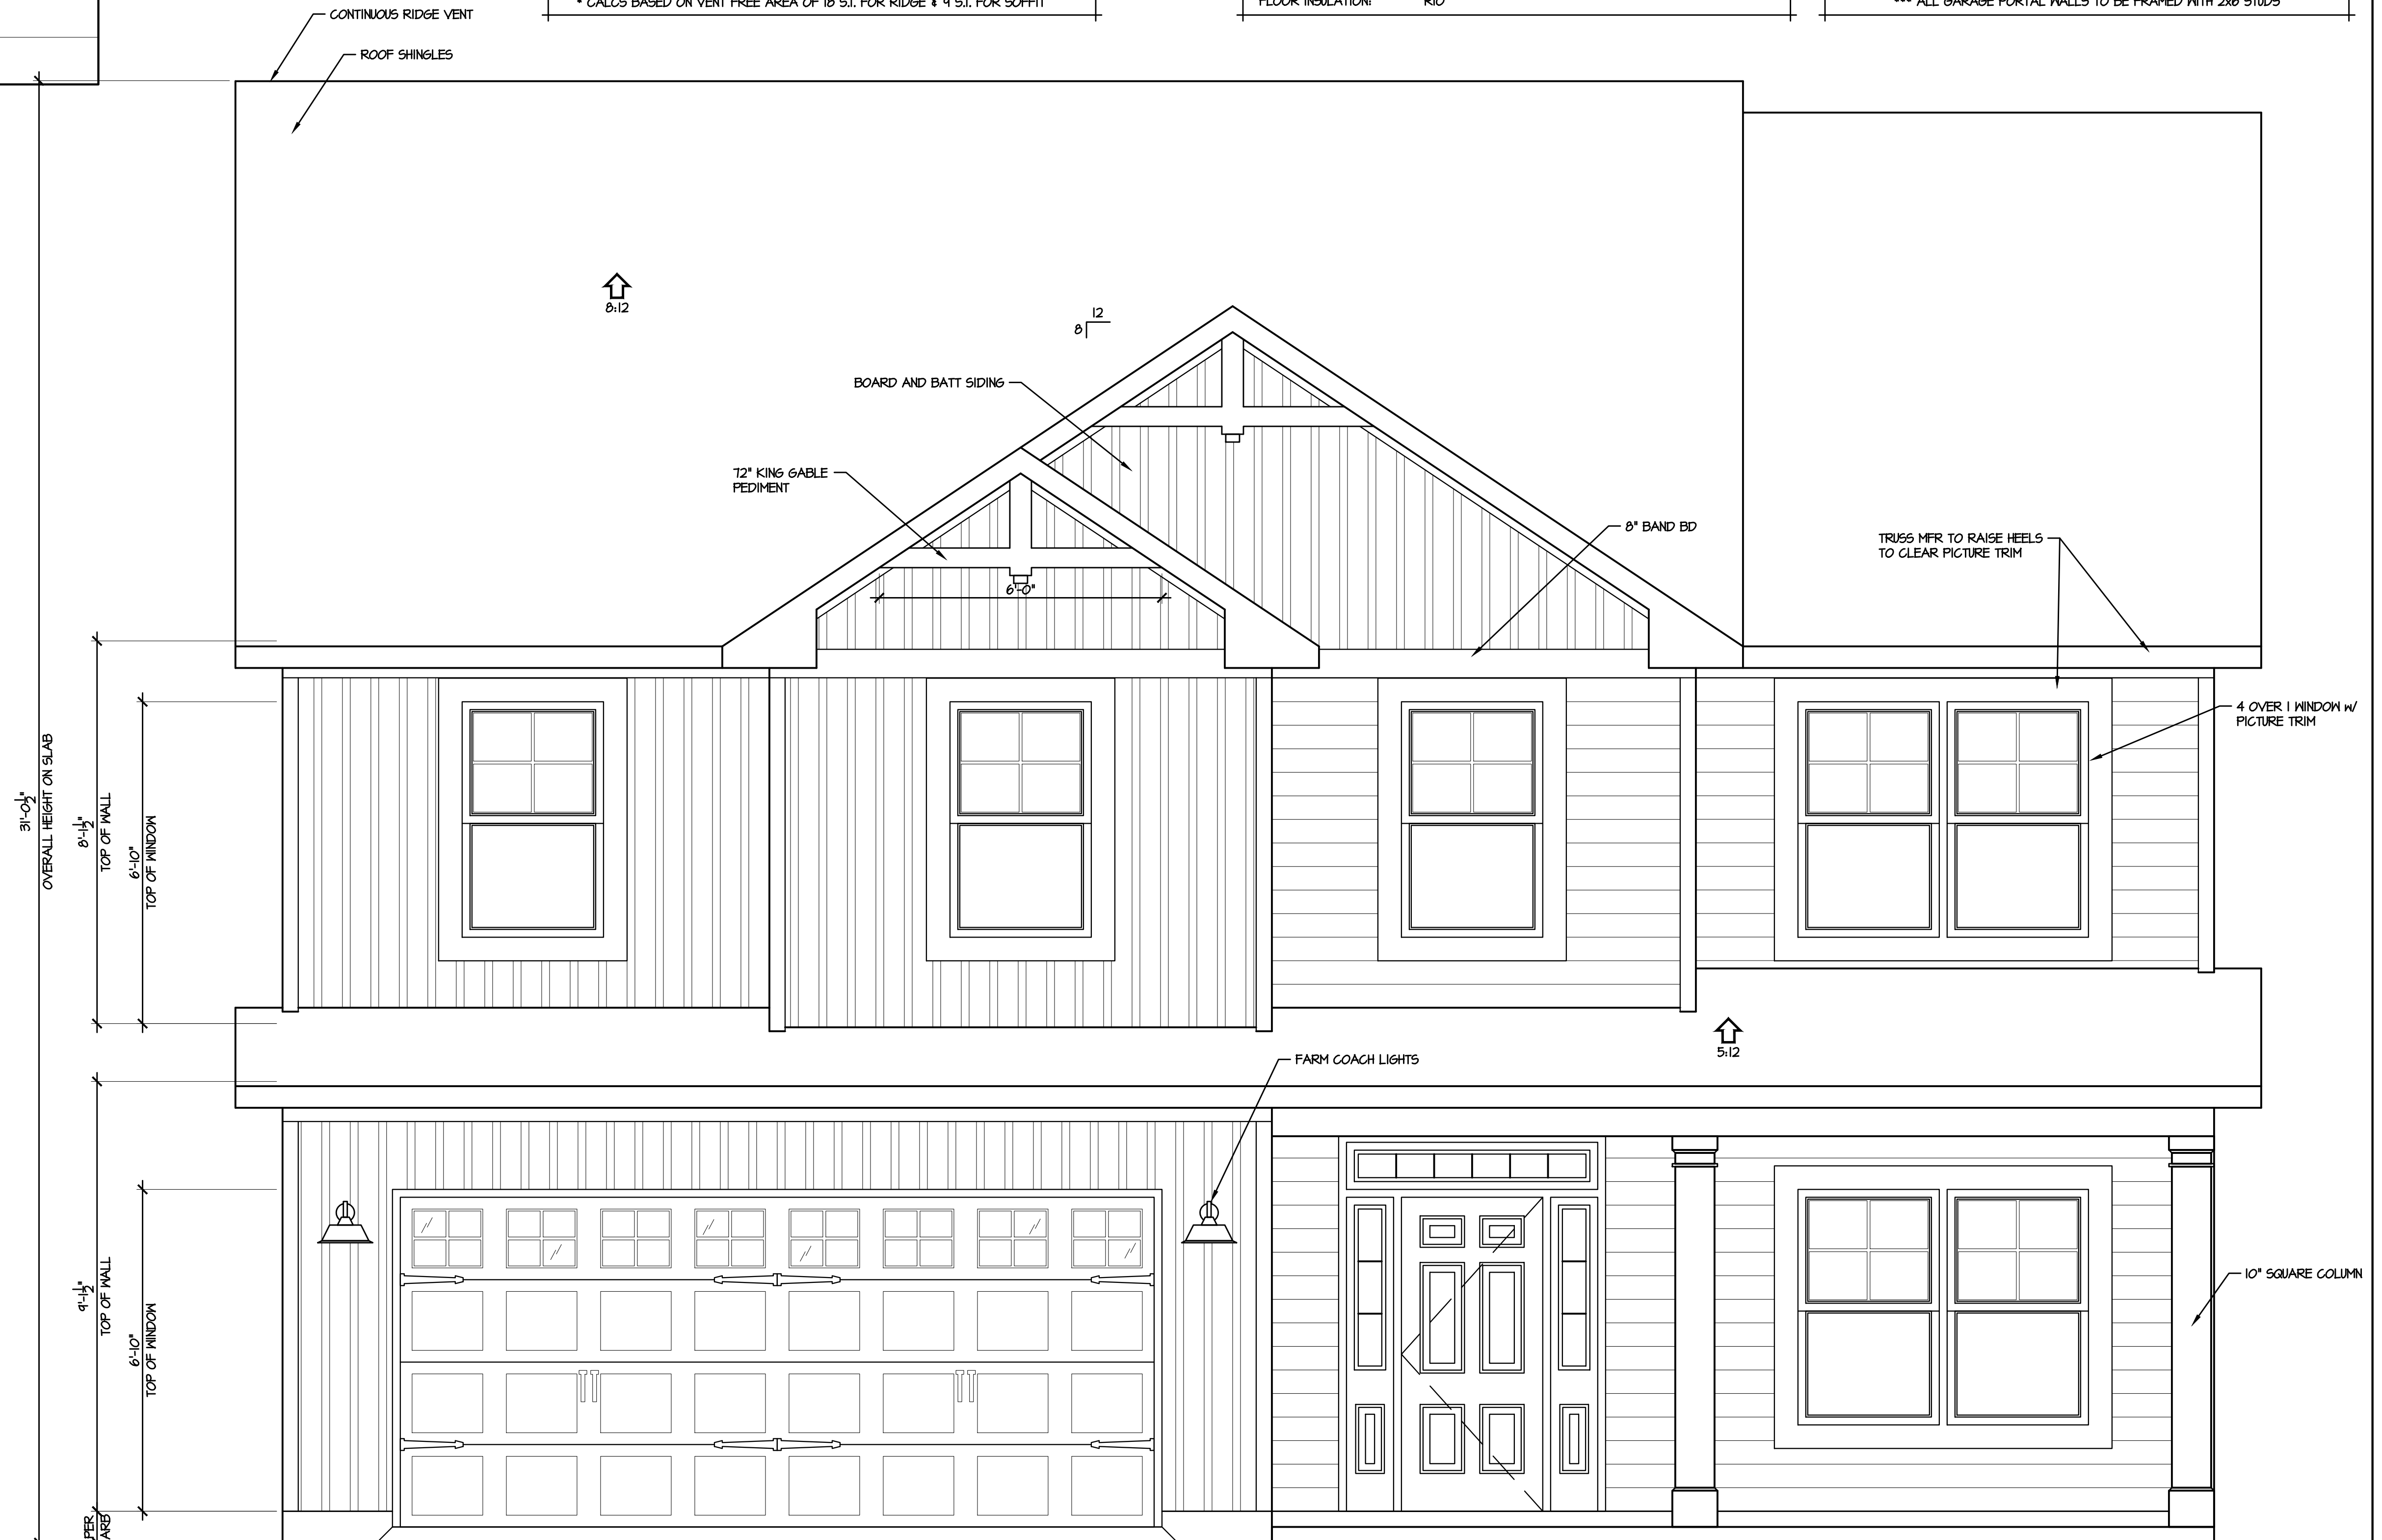 * CALCS BASED ON VENT FREE AREA OF 18 S.I. FOR RIDGE & 9 S.I. FOR SOFFIT
FLOOR INSULATION: R10
*** ALL GARAGE PORTAL WALLS TO BE FRAMED WITH 2x6 STUDS
CONTINUOUS RIDGE VENT
ROOF SHINGLES
8:12
12
8
BOARD AND BATT SIDING
72" KING GABLE
PEDIMENT
6'-0"
8" BAND BD
TRUSS MFR TO RAISE HEELS
TO CLEAR PICTURE TRIM
4 OVER 1 WINDOW w/
PICTURE TRIM
31'-0½"
OVERALL HEIGHT ON SLAB
8'-1½"
TOP OF WALL
6'-10"
TOP OF WINDOW
5:12
FARM COACH LIGHTS
9'-1½"
TOP OF WALL
6'-10"
TOP OF WINDOW
10" SQUARE COLUMN
PER